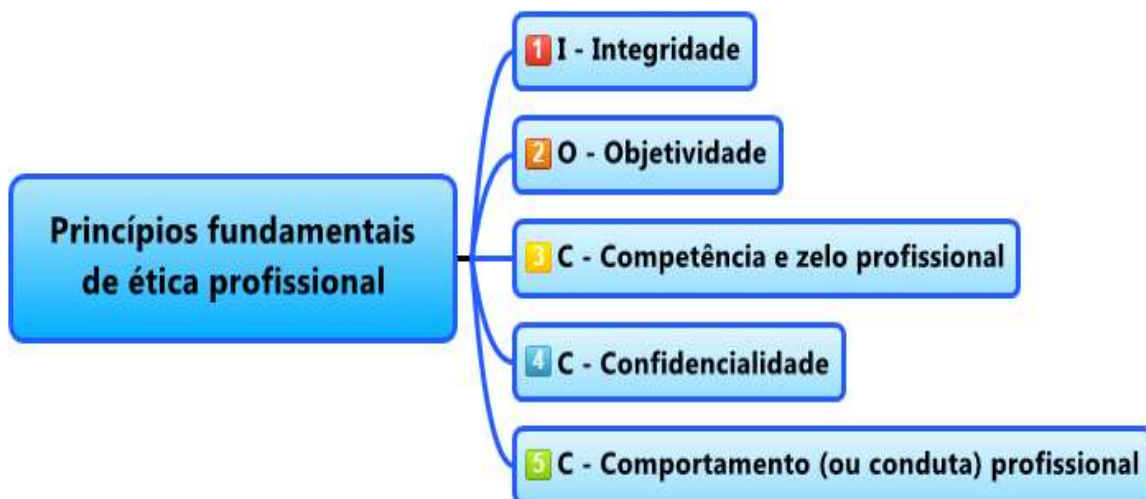 1 I - Integridade
2 O - Objetividade
Princípios fundamentais
de ética profissional
3 C - Competência e zelo profissional
4 C - Confidencialidade
5 C - Comportamento (ou conduta) profissional